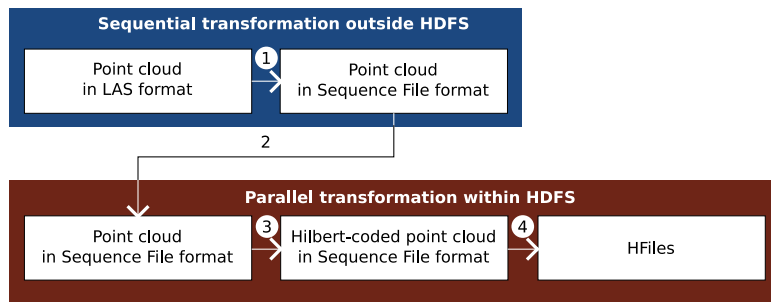 Sequential transformation outside HDFS
1
Point cloud
in LAS format
Point cloud
in Sequence File format
2
Parallel transformation within HDFS
3
4
Point cloud
in Sequence File format
Hilbert-coded point cloud
in Sequence File format
HFiles